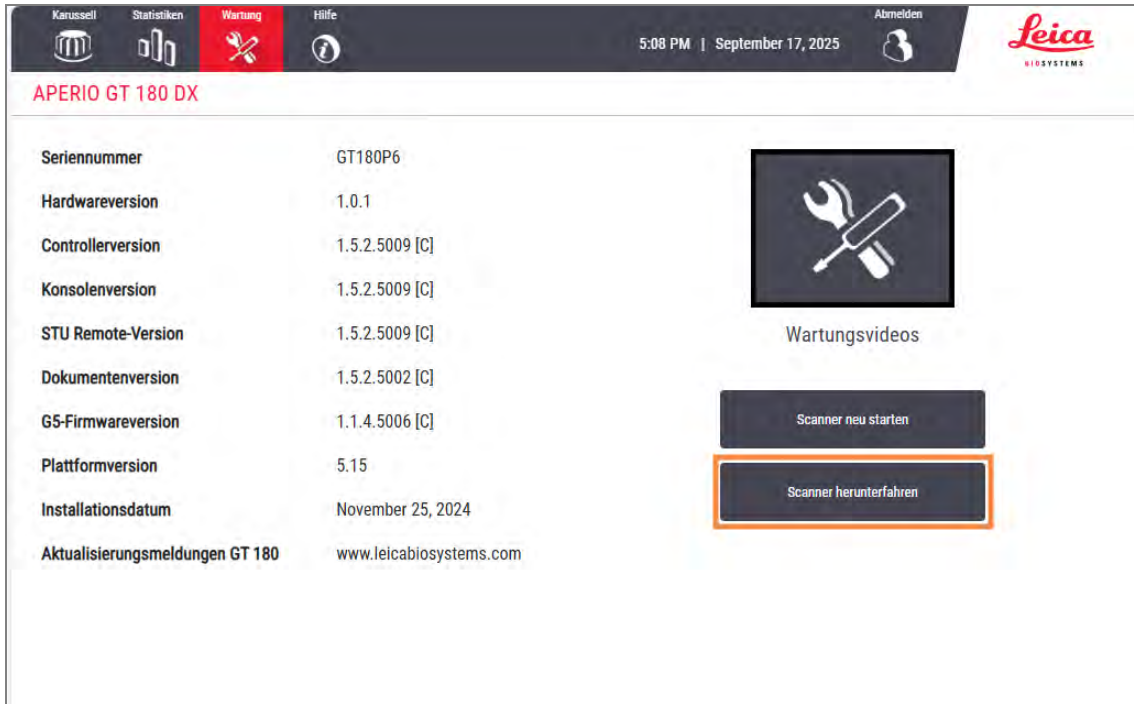 Karussell Statistiken Wartung Hilfe Abmelden
5:08 PM | September 17, 2025
Leica
BIOSYSTEMS
APERIO GT 180 DX
Seriennummer GT180P6
Hardwareversion 1.0.1
Controllerversion 1.5.2.5009 [C]
Konsolenversion 1.5.2.5009 [C]
STU Remote-Version 1.5.2.5009 [C]
Dokumentenversion 1.5.2.5002 [C]
G5-Firmwareversion 1.1.4.5006 [C]
Plattformversion 5.15
Installationsdatum November 25, 2024
Aktualisierungsmeldungen GT 180 www.leicabiosystems.com
Wartungsvideos
Scanner neu starten
Scanner herunterfahren